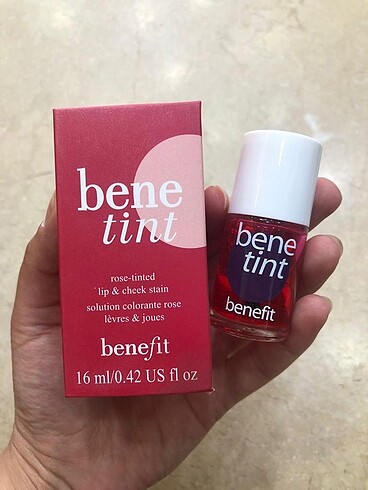 bene
tint
rose-tinted
lip & cheek stain
solution colorante rose
lèvres & joues
benefit
16 ml/0.42 US fl oz
bene
tint
benefit